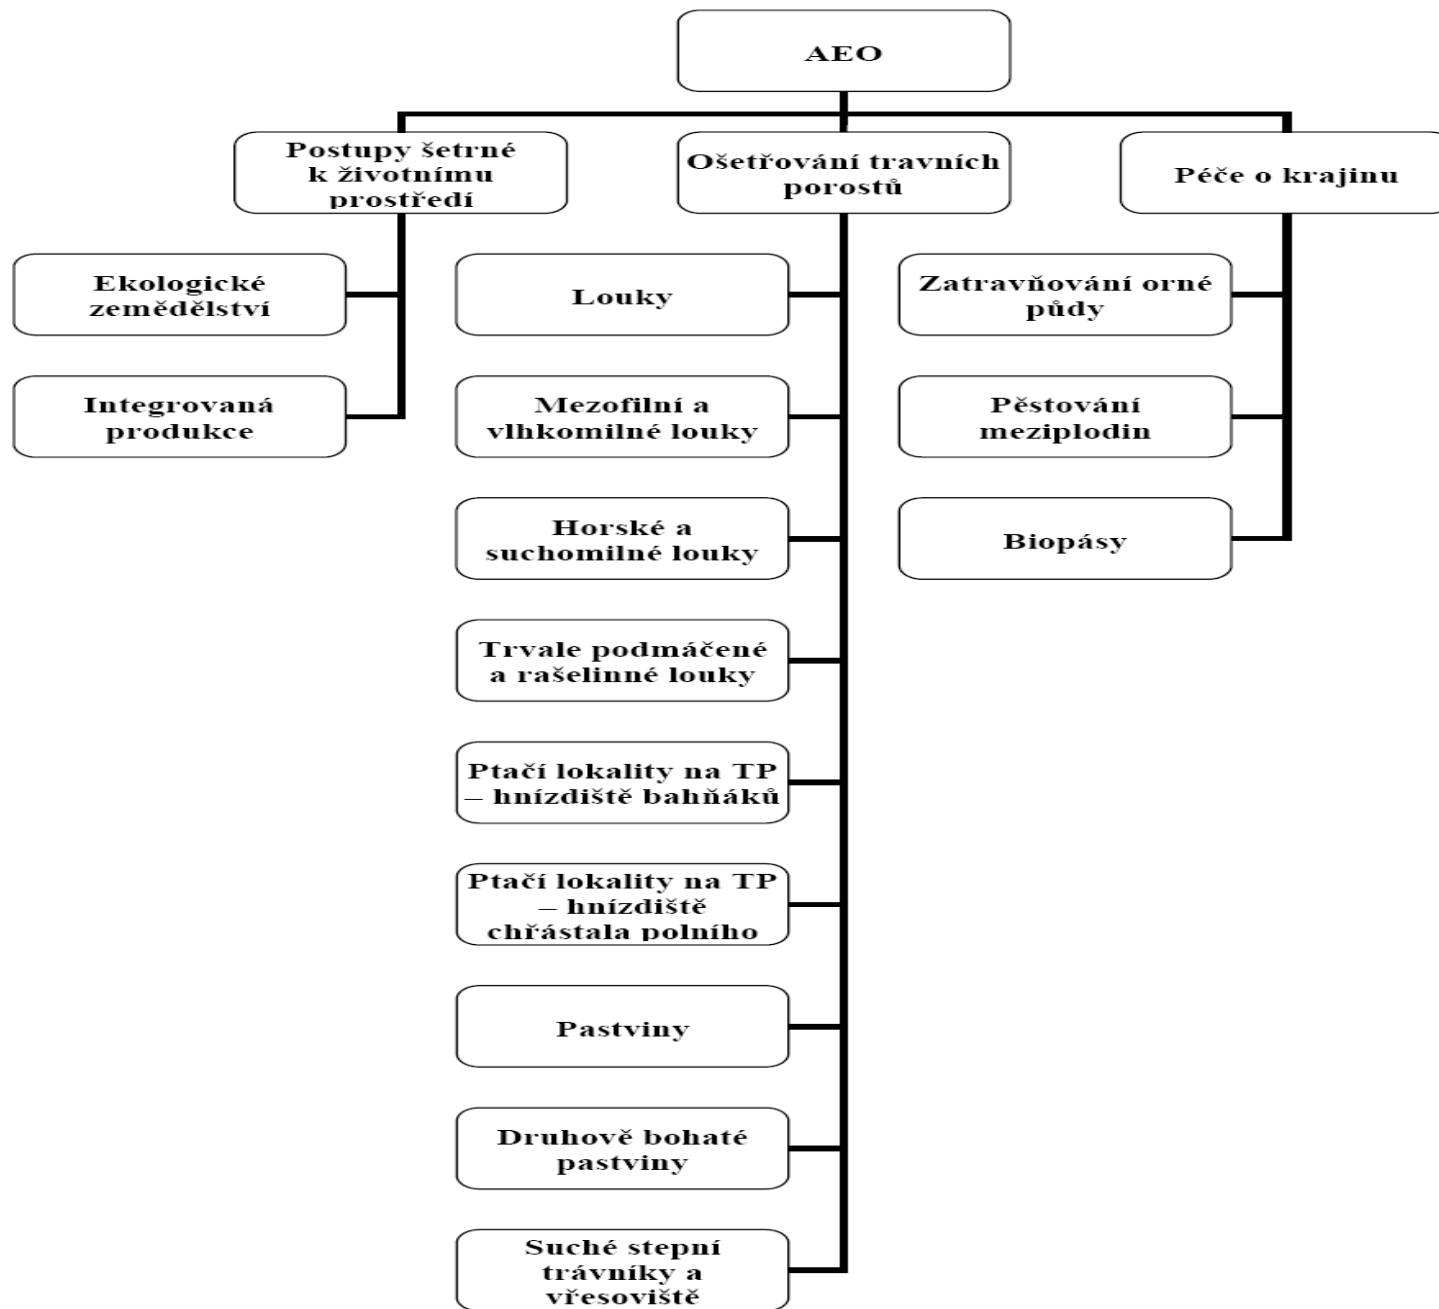 AEO
Postupy šetrné
k životnímu
prostředí
Ošetřování travních
porostů
Péče o krajinu
Ekologické
zemědělství
Integrovaná
produkce
Louky
Mezofilní a
vlhkomilné louky
Horské a
suchomilné louky
Trvale podmáčené
a rašelinné louky
Ptačí lokality na TP
– hnízdiště bahňáků
Ptačí lokality na TP
– hnízdiště
chřástala polního
Pastviny
Druhově bohaté
pastviny
Suché stepní
trávníky a
vřesoviště
Zatravňování orné
půdy
Pěstování
meziplodin
Biopásy